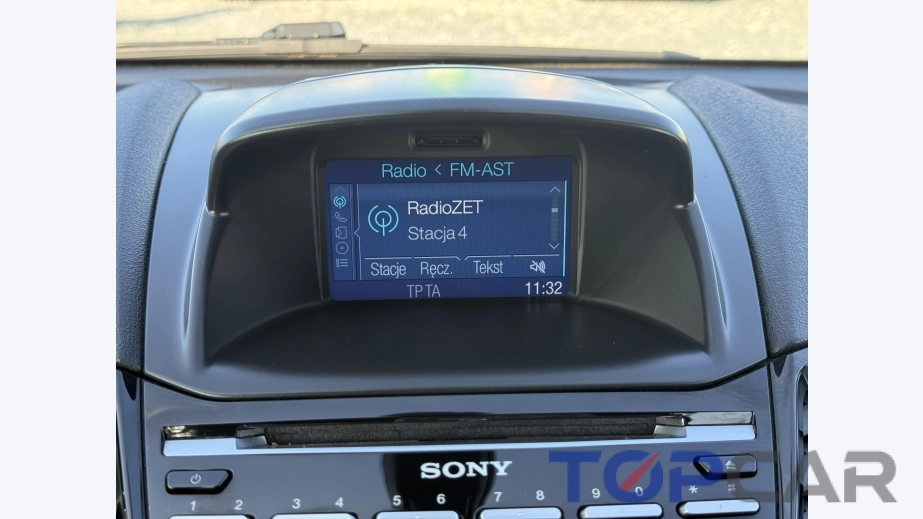 Radio < FM-AST
RadioZET
Stacja 4
Stacje Ręcz. Tekst
TP TA 11:32
SONY
TOPCAR
1 2 3 4 5 6 7 8 9 0 * #